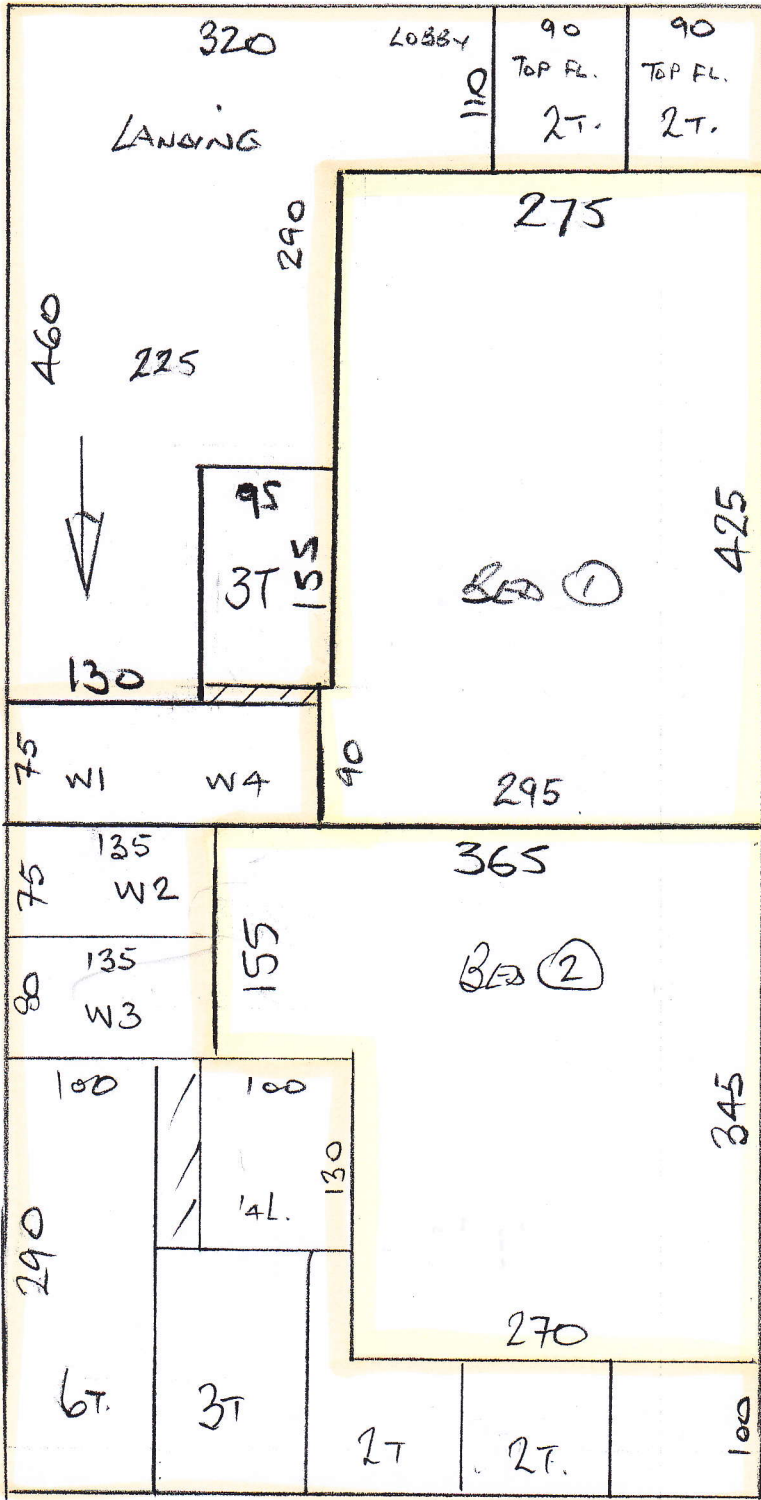 320
LOBBY
90
90
TOP FL.
TOP FL.
110
2T.
2T.
LANDING
275
290
460
225
95
425
3T
155
BED 1
130
75
W1
W4
90
295
135
365
75
W2
155
BED 2
135
80
W3
100
100
345
130
'4L.
290
270
6T.
3T
2T
2T.
100